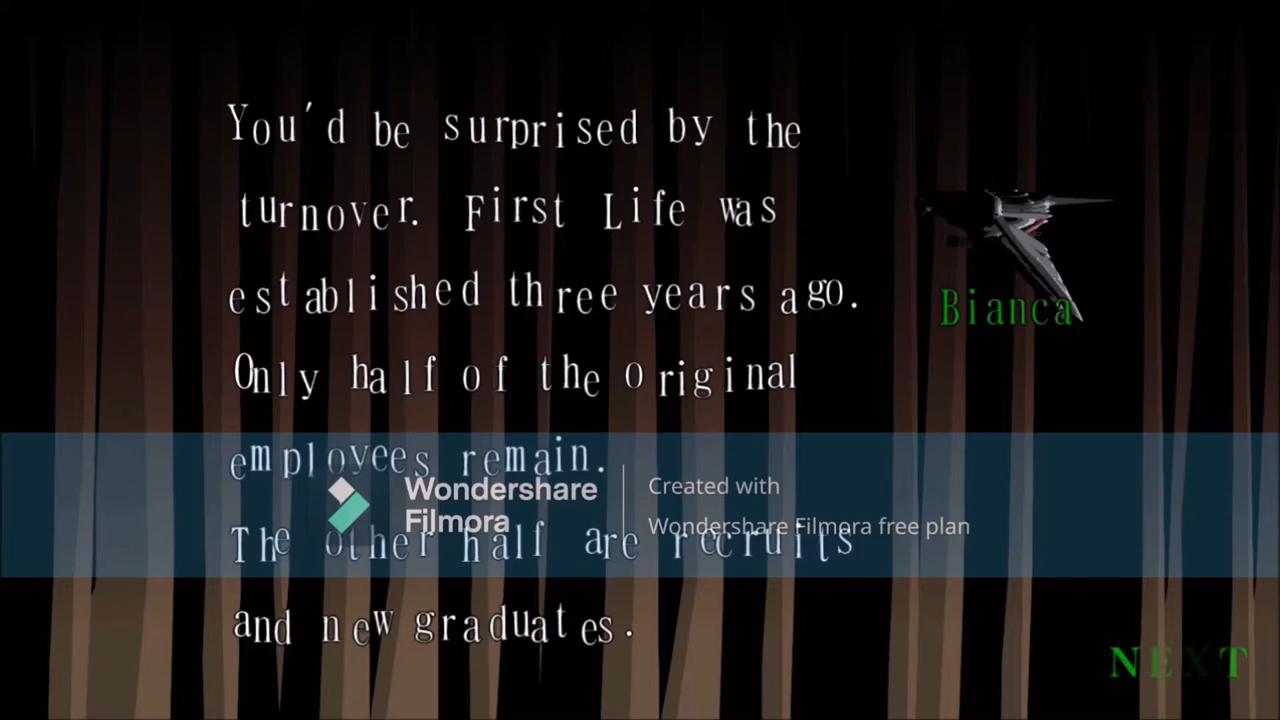 You'd be surprised by the
turnover. First Life was
established three years ago.
Bianca
Only half of the original
employees remain.
Wondershare
Filmora
Created with
Wondershare Filmora free plan
The other half are recruits
and new graduates.
NEXT